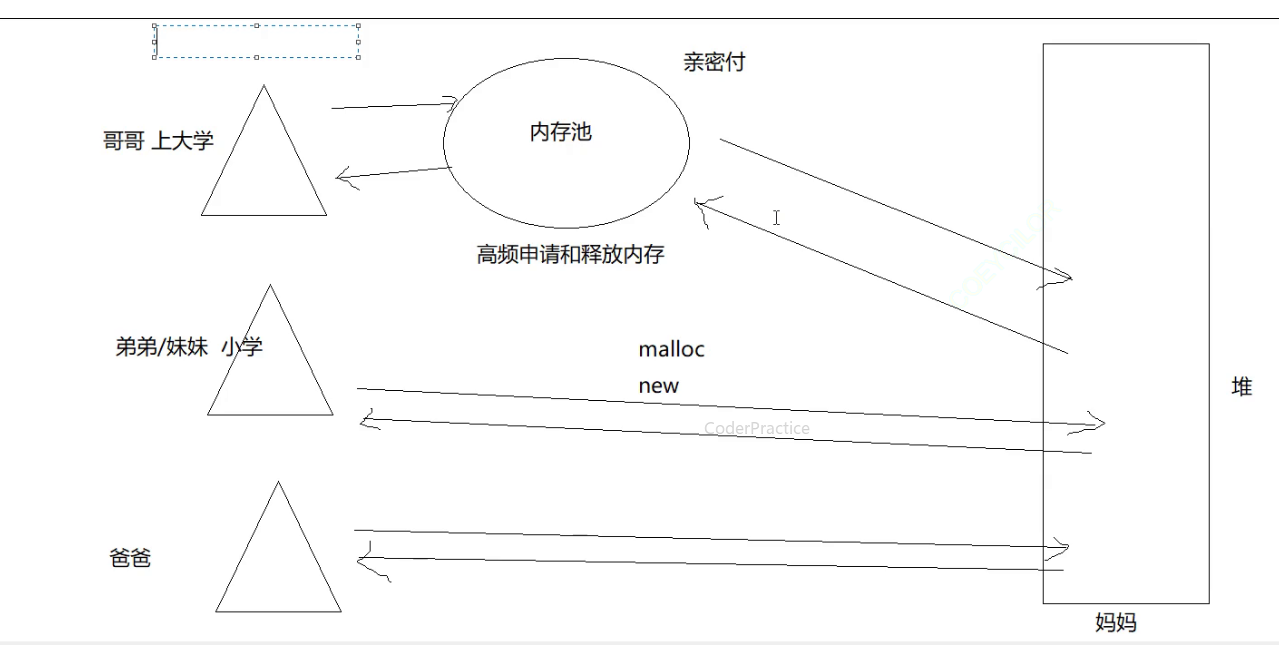 亲密付
内存池
哥哥 上大学
高频申请和释放内存
弟弟/妹妹 小学
malloc
new
堆
CoderPractice
爸爸
妈妈